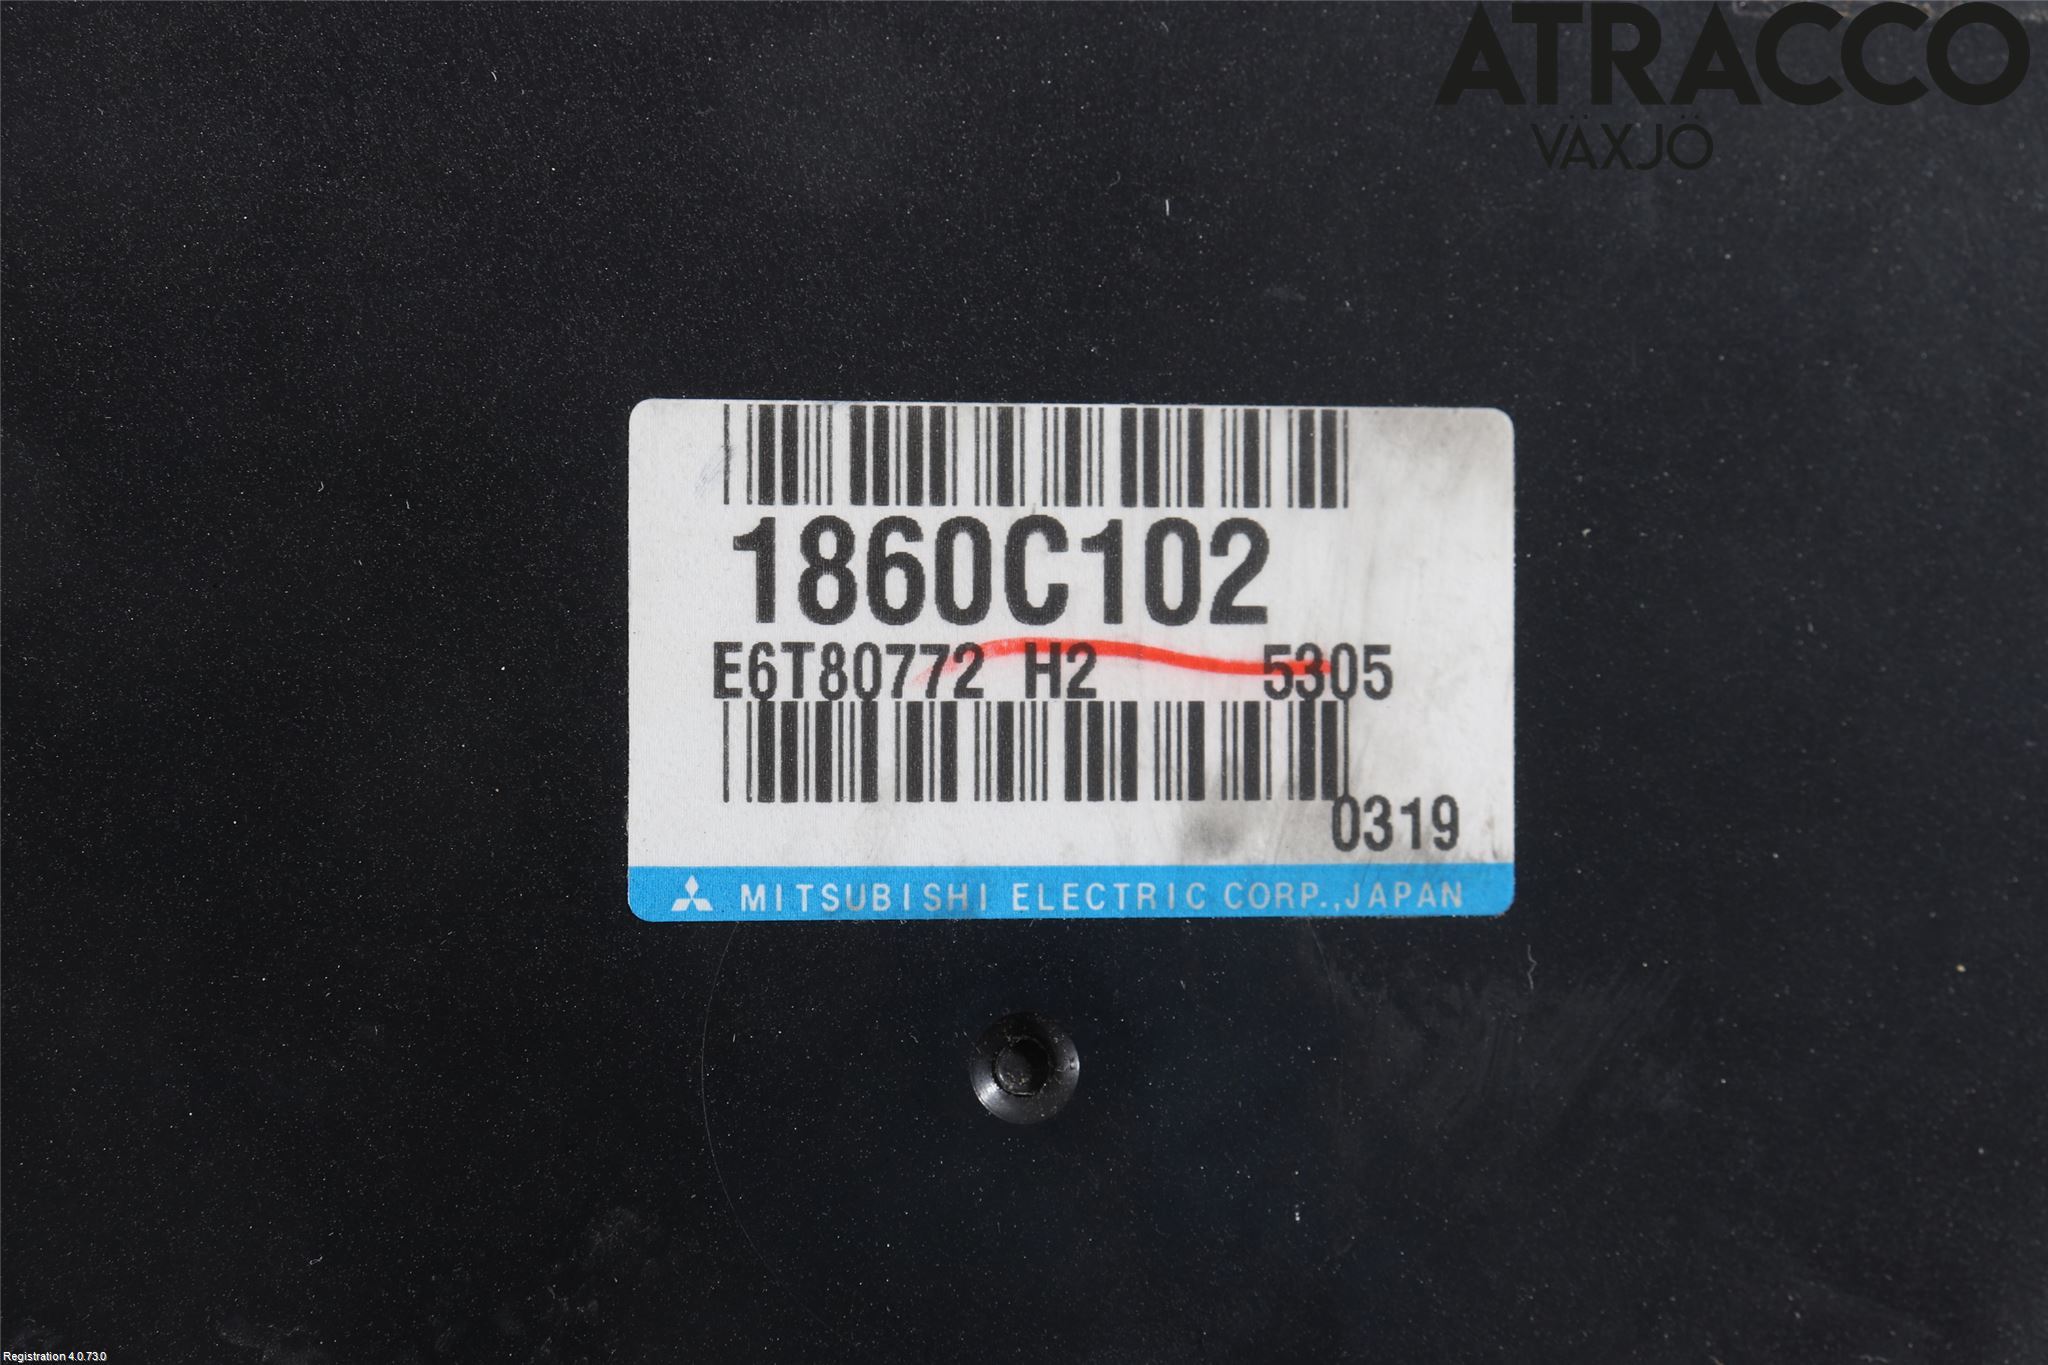 ATRACCO
VÄXJÖ
1860C102
E6T80772 H2 5305
0319
MITSUBISHI ELECTRIC CORP.,JAPAN
Registration 4.0.73.0